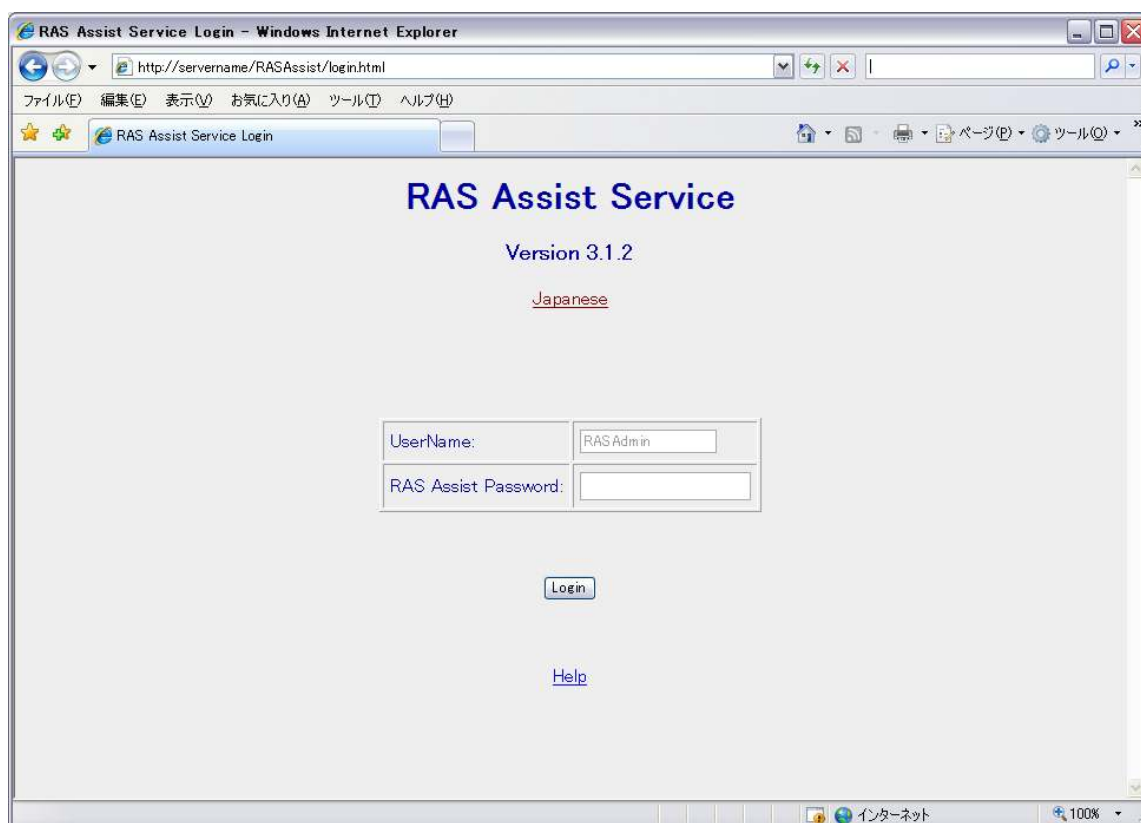 RAS Assist Service Login - Windows Internet Explorer
http://servername/RASAssist/login.html
ファイル(F) 編集(E) 表示(V) お気に入り(A) ツール(T) ヘルプ(H)
RAS Assist Service Login
ページ(P) ツール(O)
RAS Assist Service
Version 3.1.2
Japanese
UserName: RASAdmin
RAS Assist Password:
Login
Help
インターネット 100%